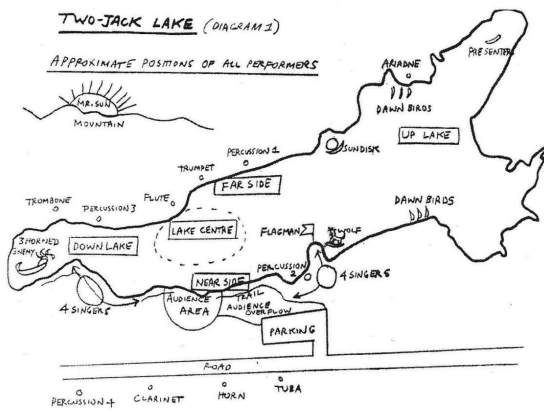 TWO-JACK LAKE (DIAGRAM 1)
APPROXIMATE POSITIONS OF ALL PERFORMERS
PRESENTER
ARIADNE
MR. SUN
MOUNTAIN
DAWN BIRDS
UP LAKE
SUNDISK
PERCUSSION 1
TRUMPET
FAR SIDE
FLUTE
TROMBONE
PERCUSSION 3
DAWN BIRDS
LAKE CENTRE
FLAGMAN
WOLF
3 HORNED
ENEMY
DOWN LAKE
PERCUSSION
2
4 SINGERS
NEAR SIDE
4 SINGERS
AUDIENCE
AREA
TRAIL
AUDIENCE
OVERFLOW
PARKING
ROAD
PERCUSSION 4
CLARINET
HORN
TUBA